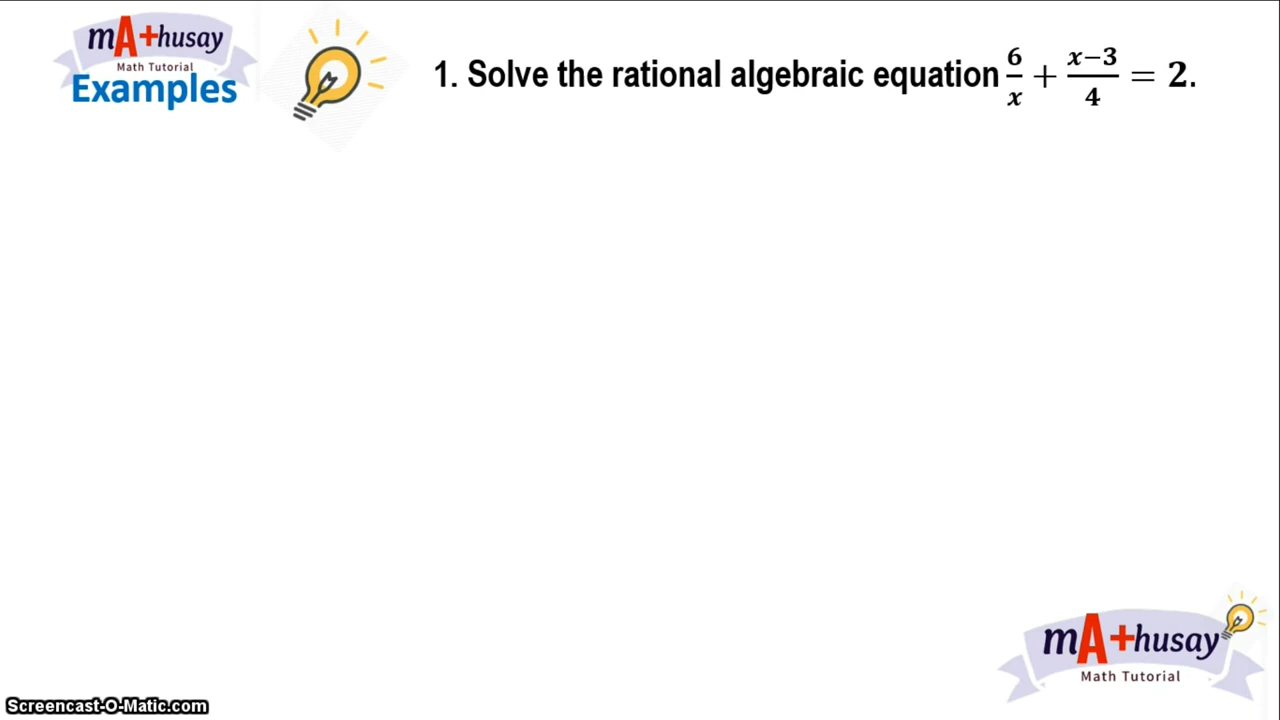 mA+husay
Math Tutorial
Examples
1. Solve the rational algebraic equation 6/x + x−3/4 = 2.
mA+husay
Math Tutorial
Screencast-O-Matic.com